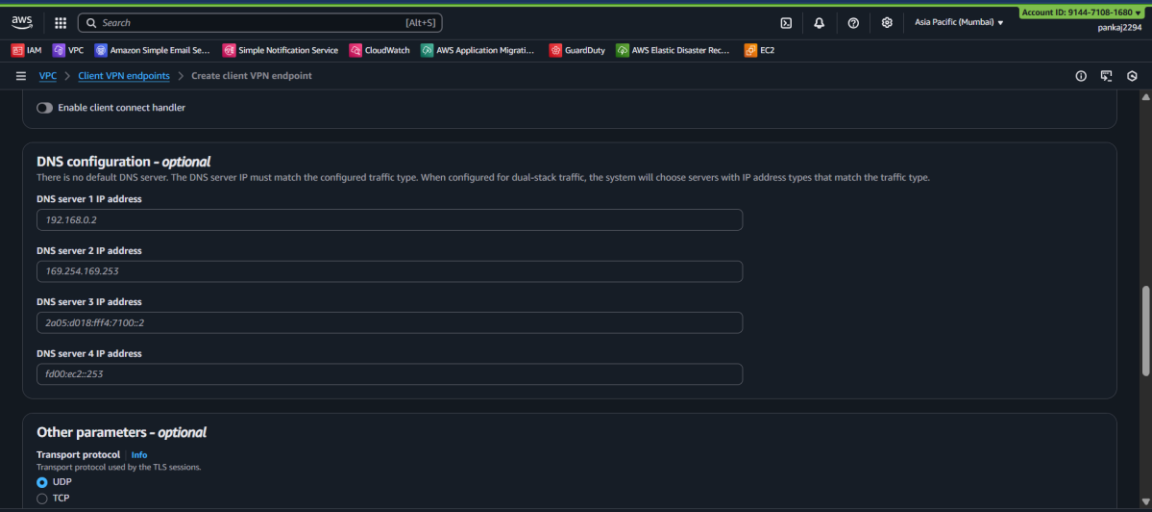 aws
Search [Alt+S]
Asia Pacific (Mumbai)
Account ID: 9144-7108-1680
pankaj2294
IAM VPC Amazon Simple Email Se... Simple Notification Service CloudWatch AWS Application Migrati... GuardDuty AWS Elastic Disaster Rec... EC2
VPC > Client VPN endpoints > Create client VPN endpoint
Enable client connect handler
DNS configuration - optional
There is no default DNS server. The DNS server IP must match the configured traffic type. When configured for dual-stack traffic, the system will choose servers with IP address types that match the traffic type.
DNS server 1 IP address
192.168.0.2
DNS server 2 IP address
169.254.169.253
DNS server 3 IP address
2a05:d018:fff4:7100::2
DNS server 4 IP address
fd00:ec2::253
Other parameters - optional
Transport protocol Info
Transport protocol used by the TLS sessions.
UDP
TCP